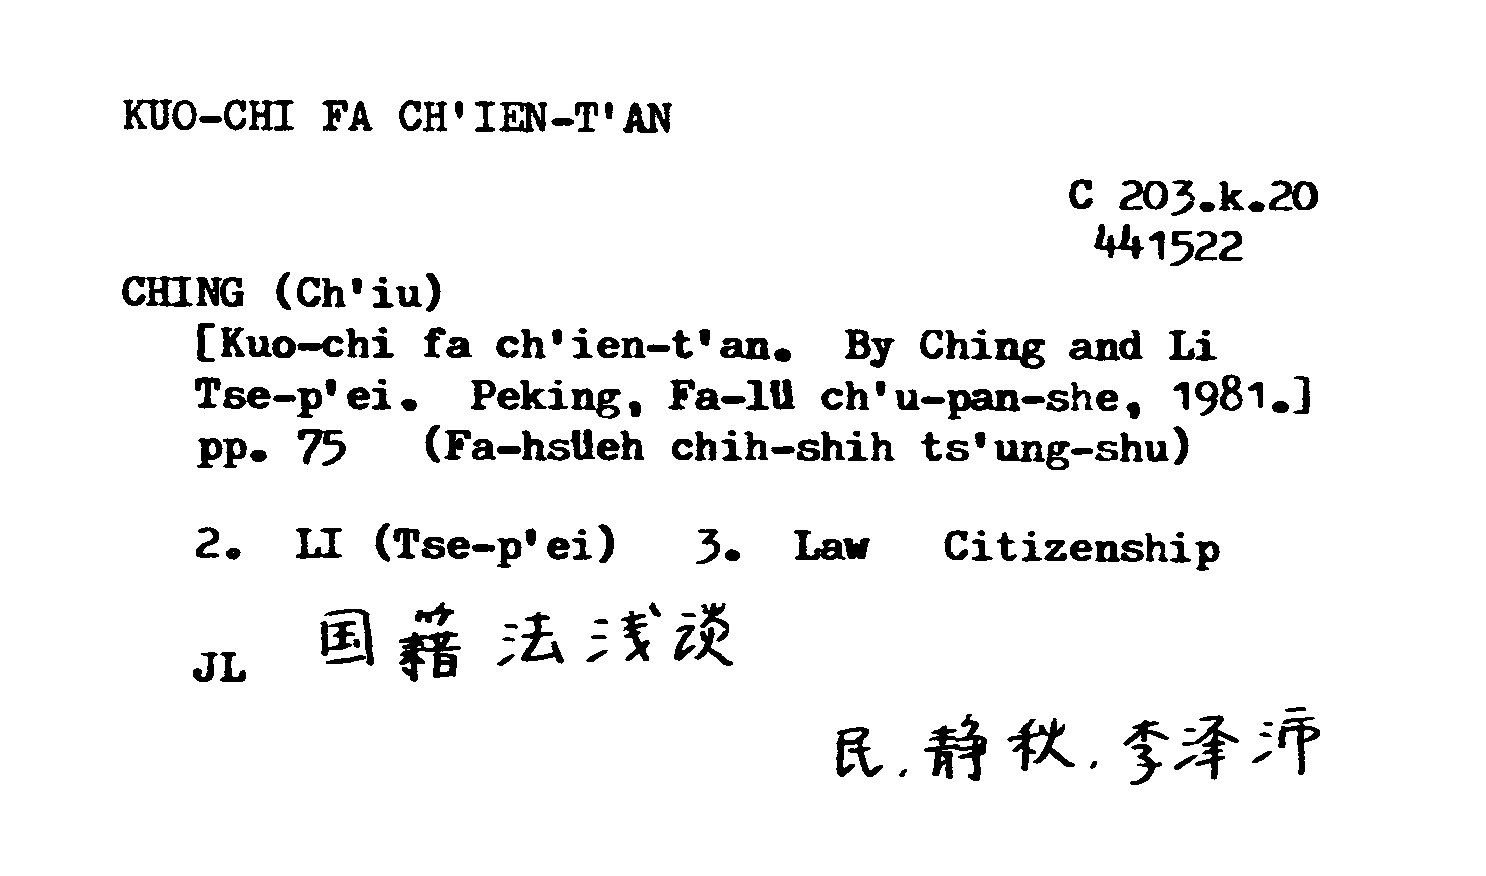 KUO-CHI FA CH'IEN-T'AN
C 203.k.20
441522
CHING (Ch'iu)
[Kuo-chi fa ch'ien-t'an. By Ching and Li
Tse-p'ei. Peking, Fa-lü ch'u-pan-she, 1981.]
pp. 75 (Fa-hsüeh chih-shih ts'ung-shu)
2. LI (Tse-p'ei) 3. Law Citizenship
国籍法浅谈
JL
民.静秋.李泽沛